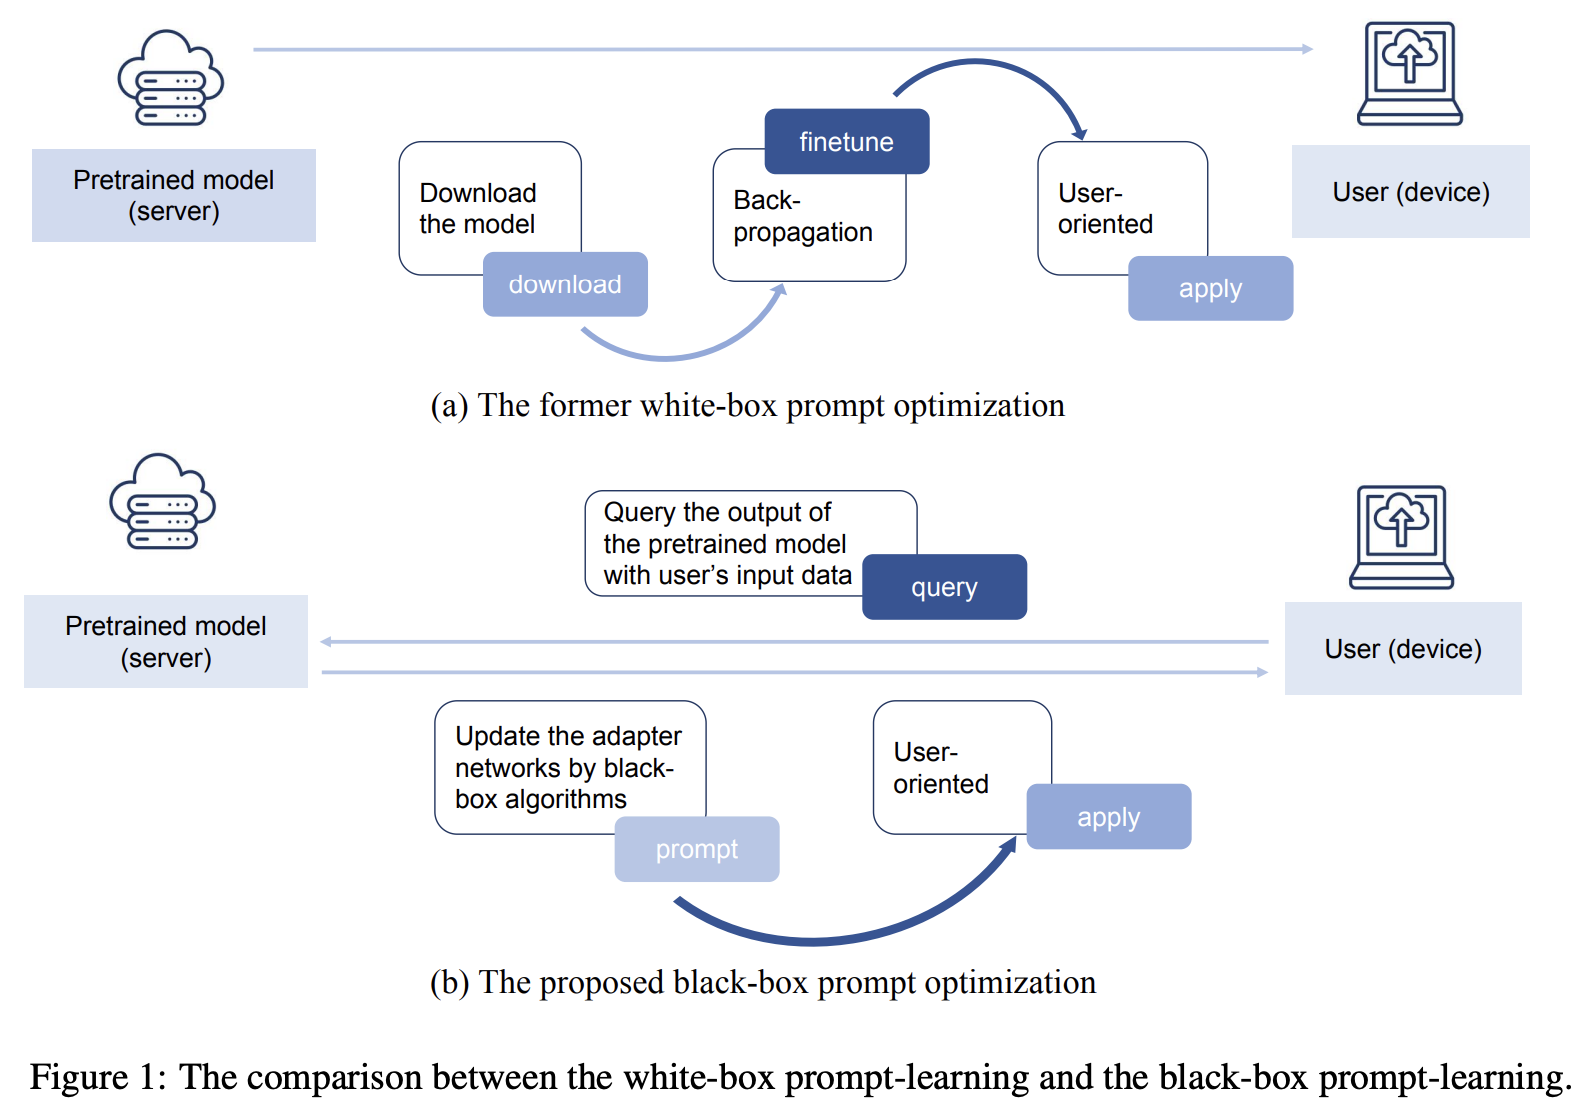 Pretrained model
(server)
Download
the model
download
finetune
Back-
propagation
User-
oriented
apply
User (device)
(a) The former white-box prompt optimization
Query the output of
the pretrained model
with user's input data
query
Pretrained model
(server)
User (device)
Update the adapter
networks by black-
box algorithms
prompt
User-
oriented
apply
(b) The proposed black-box prompt optimization
Figure 1: The comparison between the white-box prompt-learning and the black-box prompt-learning.